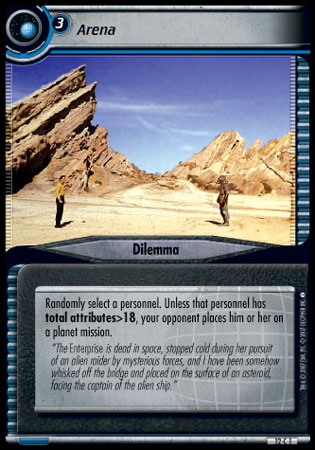 3
Arena
Dilemma
Randomly select a personnel. Unless that personnel has
total attributes>18, your opponent places him or her on
a planet mission.
"The Enterprise is dead in space, stopped cold during her pursuit
of an alien raider by mysterious forces, and I have been somehow
whisked off the bridge and placed on the surface of an asteroid,
facing the captain of the alien ship."
12 C 1